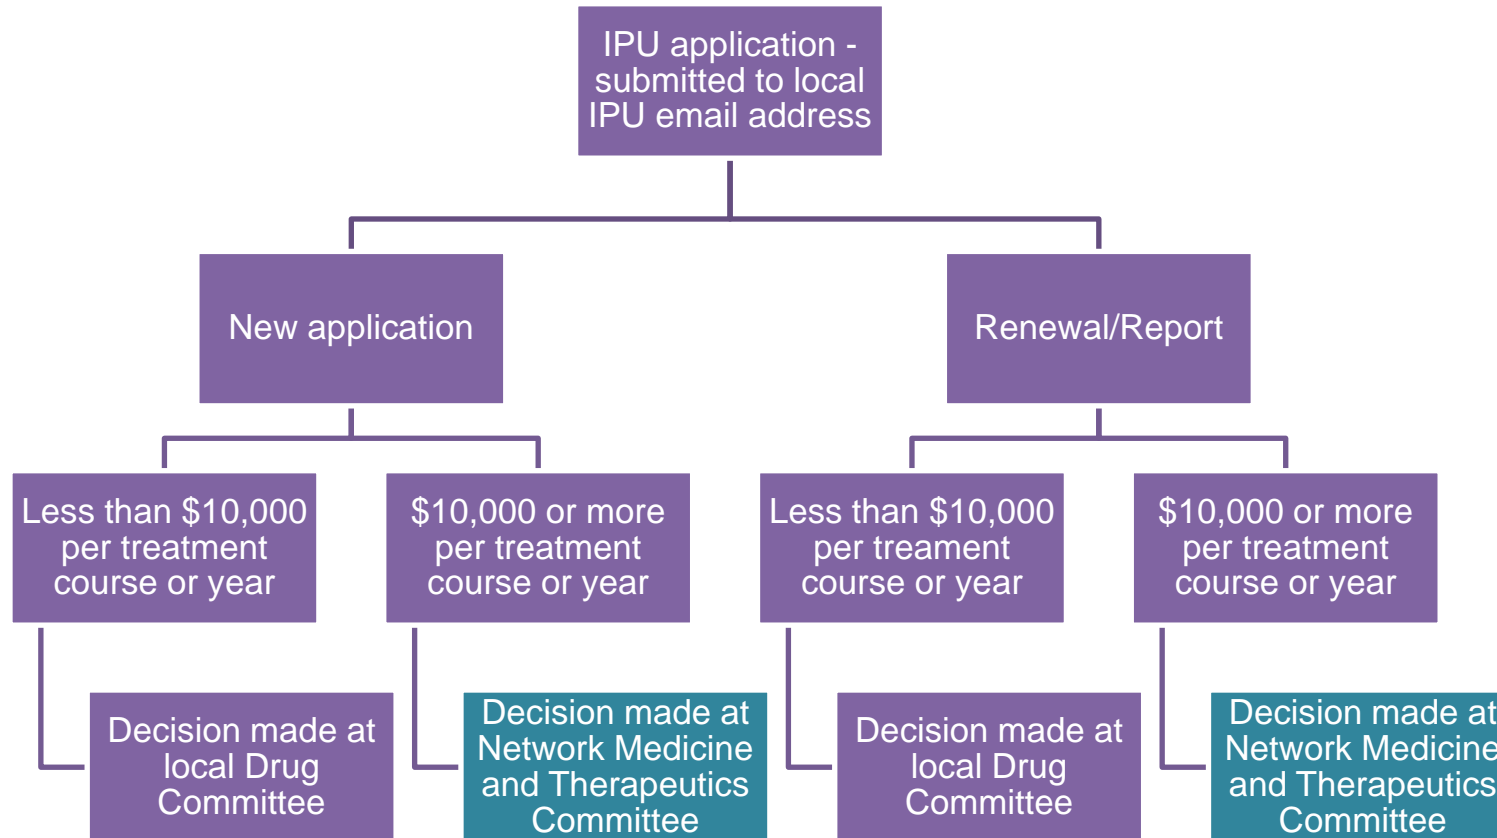 IPU application -
submitted to local
IPU email address
New application
Renewal/Report
Less than $10,000
per treatment
course or year
$10,000 or more
per treatment
course or year
Less than $10,000
per treament
course or year
$10,000 or more
per treatment
course or year
Decision made at
local Drug
Committee
Decision made at
Network Medicine
and Therapeutics
Committee
Decision made at
local Drug
Committee
Decision made at
Network Medicine
and Therapeutics
Committee